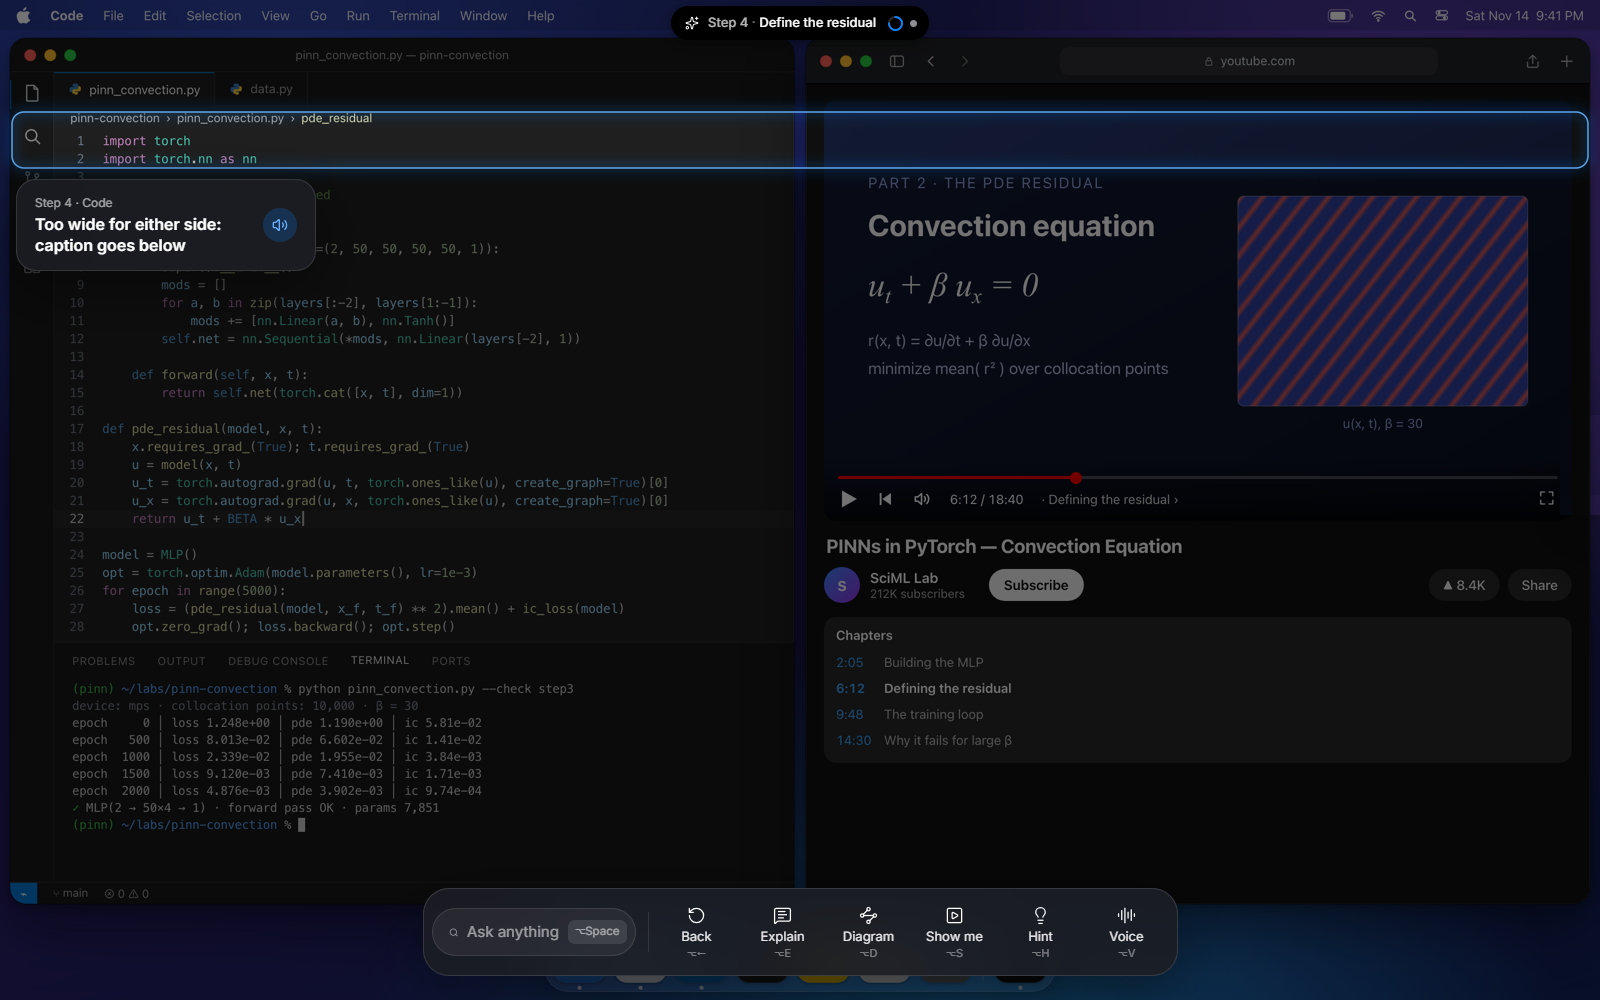 Code File Edit Selection View Go Run Terminal Window Help
Step 4 · Define the residual
Sat Nov 14 9:41 PM
pinn_convection.py — pinn-convection
pinn_convection.py data.py
pinn-convection › pinn_convection.py › pde_residual
1 import torch
2 import torch.nn as nn
3
ed
Step 4 · Code
Too wide for either side:
caption goes below
=(2, 50, 50, 50, 50, 1)):
9 mods = []
10 for a, b in zip(layers[:-2], layers[1:-1]):
11 mods += [nn.Linear(a, b), nn.Tanh()]
12 self.net = nn.Sequential(*mods, nn.Linear(layers[-2], 1))
13
14 def forward(self, x, t):
15 return self.net(torch.cat([x, t], dim=1))
16
17 def pde_residual(model, x, t):
18 x.requires_grad_(True); t.requires_grad_(True)
19 u = model(x, t)
20 u_t = torch.autograd.grad(u, t, torch.ones_like(u), create_graph=True)[0]
21 u_x = torch.autograd.grad(u, x, torch.ones_like(u), create_graph=True)[0]
22 return u_t + BETA * u_x
23
24 model = MLP()
25 opt = torch.optim.Adam(model.parameters(), lr=1e-3)
26 for epoch in range(5000):
27 loss = (pde_residual(model, x_f, t_f) ** 2).mean() + ic_loss(model)
28 opt.zero_grad(); loss.backward(); opt.step()
PROBLEMS OUTPUT DEBUG CONSOLE TERMINAL PORTS
(pinn) ~/labs/pinn-convection % python pinn_convection.py --check step3
device: mps · collocation points: 10,000 · β = 30
epoch 0 | loss 1.248e+00 | pde 1.190e+00 | ic 5.81e-02
epoch 500 | loss 8.013e-02 | pde 6.602e-02 | ic 1.41e-02
epoch 1000 | loss 2.339e-02 | pde 1.955e-02 | ic 3.84e-03
epoch 1500 | loss 9.120e-03 | pde 7.410e-03 | ic 1.71e-03
epoch 2000 | loss 4.876e-03 | pde 3.902e-03 | ic 9.74e-04
✓ MLP(2 → 50×4 → 1) · forward pass OK · params 7,851
(pinn) ~/labs/pinn-convection %
main 0 0
youtube.com
PART 2 · THE PDE RESIDUAL
Convection equation
u_t + β u_x = 0
r(x, t) = ∂u/∂t + β ∂u/∂x
minimize mean( r² ) over collocation points
u(x, t), β = 30
6:12 / 18:40 · Defining the residual ›
PINNs in PyTorch — Convection Equation
S
SciML Lab
212K subscribers
Subscribe
▲ 8.4K
Share
Chapters
2:05 Building the MLP
6:12 Defining the residual
9:48 The training loop
14:30 Why it fails for large β
Ask anything ⌥Space
Back Explain Diagram Show me Hint Voice
⌥← ⌥E ⌥D ⌥S ⌥H ⌥V